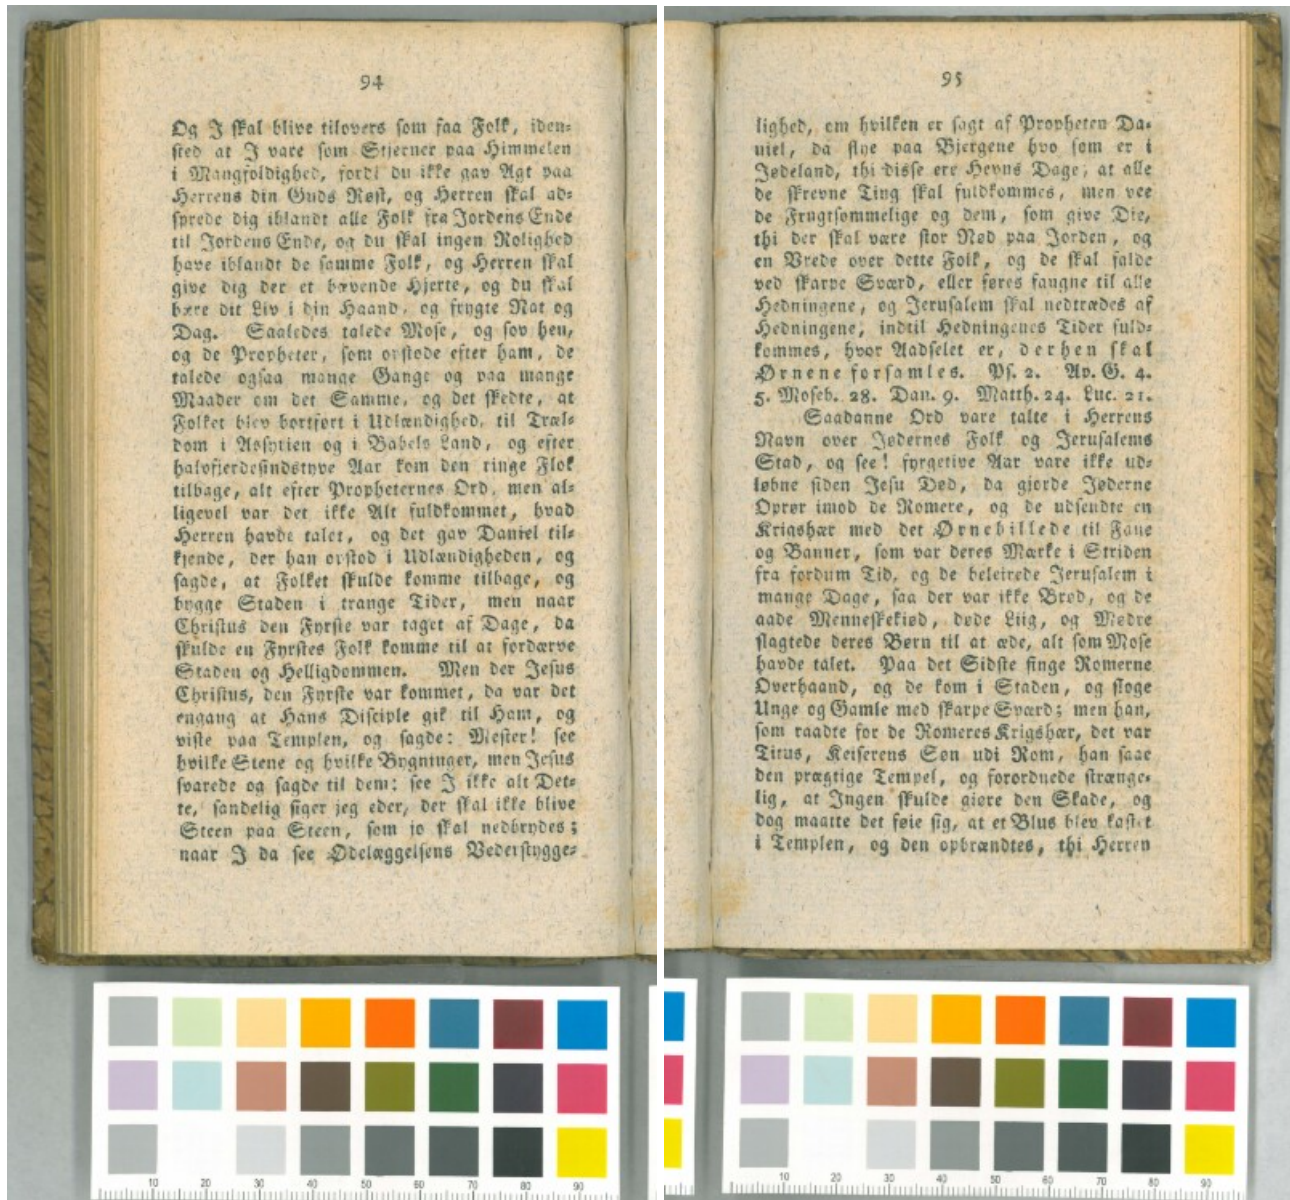 94
Og I skal blive tilovers som faa Folk, iden-
sted at I vare som Stjerner paa Himmelen
i Mangfoldighed, fordi du ikke gav Agt paa
Herrens din Guds Røst, og Herren skal ad-
sprede dig iblandt alle Folk fra Jordens Ende
til Jordens Ende, og du skal ingen Rolighed
have iblandt de samme Folk, og Herren skal
give dig der et bævende Hjerte, og du skal
bære dit Liv i din Haand, og frygte Nat og
Dag. Saaledes talede Mose, og sov hen,
og de Propheter, som opstode efter ham, de
talede ogsaa mange Gange og paa mange
Maader om det Samme, og det skedte, at
Folket blev bortført i Udlændighed, til Træl-
dom i Assyrien og i Babels Land, og efter
halvfjerdesindstyve Aar kom den ringe Flok
tilbage, alt efter Propheternes Ord, men al-
ligevel var det ikke Alt fuldkommet, hvad
Herren havde talet, og det gav Daniel til-
kjende, der han opstod i Udlændigheden, og
sagde, at Folket skulde komme tilbage, og
bygge Staden i trange Tider, men naar
Christus den Fyrste var taget af Dage, da
skulde en Fyrstes Folk komme til at fordærve
Staden og Helligdommen. Men der Jesus
Christus, den Fyrste var kommet, da var det
engang at Hans Disciple gik til Ham, og
viste paa Templen, og sagde: Mester! see
hvilke Stene og hvilke Bygninger, men Jesus
svarede og sagde til dem: see I ikke alt Det-
te, sandelig siger jeg eder, der skal ikke blive
Steen paa Steen, som jo skal nedbrydes;
naar I da see Ødelæggelsens Vederstygge-
95
lighed, om hvilken er sagt af Propheten Da-
niel, da flye paa Bjergene hvo som er i
Jødeland, thi disse ere Hevns Dage, at alle
de skrevne Ting skal fuldkommes, men vee
de Frugtsommelige og dem, som give Die,
thi der skal være stor Nød paa Jorden, og
en Vrede over dette Folk, og de skal falde
ved skarpe Sværd, eller føres fangne til alle
Hedningene, og Jerusalem skal nedtrædes af
Hedningene, indtil Hedningenes Tider fuld-
kommes, hvor Aadselet er, derhen skal
Ørnene forsamles. Ps. 2. Ap. G. 4.
5. Moseb. 28. Dan. 9. Matth. 24. Luc. 21.
Saadanne Ord vare talte i Herrens
Navn over Jødernes Folk og Jerusalems
Stad, og see! fyrgetive Aar vare ikke ud-
løbne siden Jesu Død, da gjorde Jøderne
Oprør imod de Romere, og de udsendte en
Krigshær med det Ørnebillede til Fane
og Banner, som var deres Mærke i Striden
fra fordum Tid, og de beleirede Jerusalem i
mange Dage, saa der var ikke Brød, og de
aade Menneskekiød, døde Liig, og Mødre
slagtede deres Børn til at æde, alt som Mose
havde talet. Paa det Sidste finge Romerne
Overhaand, og de kom i Staden, og sloge
Unge og Gamle med skarpe Sværd; men han,
som raadte for de Romeres Krigshær, det var
Titus, Keiserens Søn udi Rom, han saae
den prægtige Tempel, og forordnede strænge-
lig, at Ingen skulde giøre den Skade, og
dog maatte det føie sig, at et Blus blev kastet
i Templen, og den opbrændtes, thi Herren
10 20 30 40 50 60 70 80 90
10 20 30 40 50 60 70 80 90